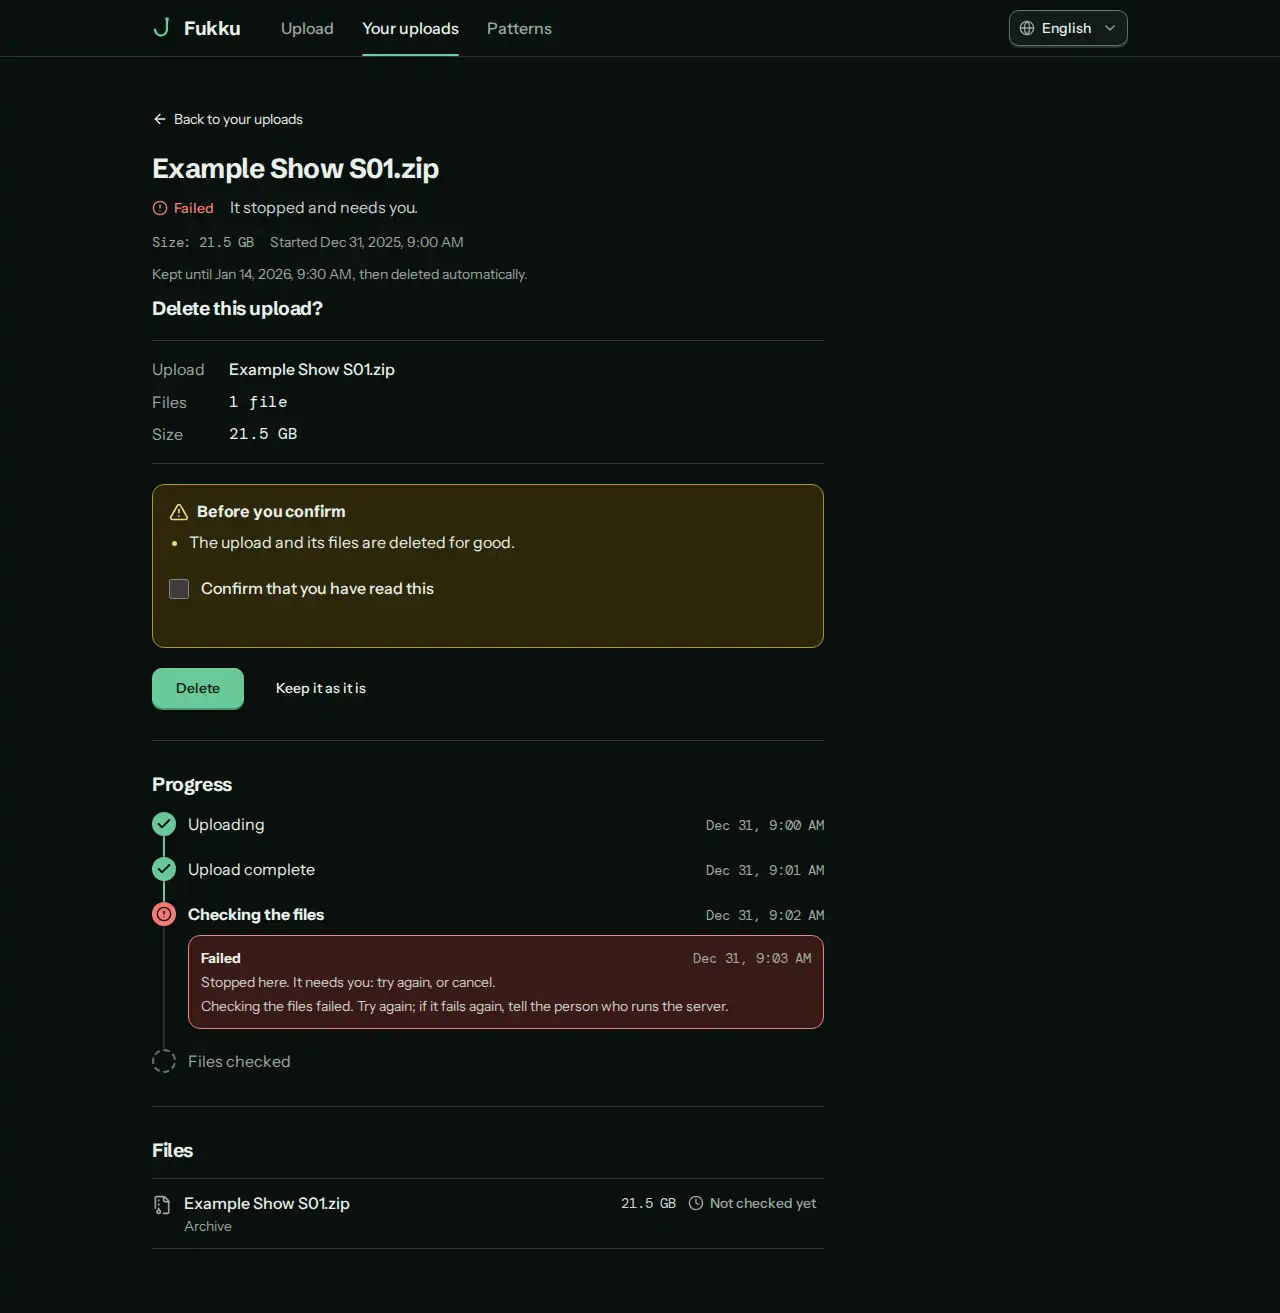 Fukku
Upload
Your uploads
Patterns
English
Back to your uploads
Example Show S01.zip
Failed It stopped and needs you.
Size: 21.5 GB Started Dec 31, 2025, 9:00 AM
Kept until Jan 14, 2026, 9:30 AM, then deleted automatically.
Delete this upload?
Upload Example Show S01.zip
Files 1 file
Size 21.5 GB
Before you confirm
• The upload and its files are deleted for good.
Confirm that you have read this
Delete Keep it as it is
Progress
Uploading Dec 31, 9:00 AM
Upload complete Dec 31, 9:01 AM
Checking the files Dec 31, 9:02 AM
Failed Dec 31, 9:03 AM
Stopped here. It needs you: try again, or cancel.
Checking the files failed. Try again; if it fails again, tell the person who runs the server.
Files checked
Files
Example Show S01.zip 21.5 GB Not checked yet
Archive